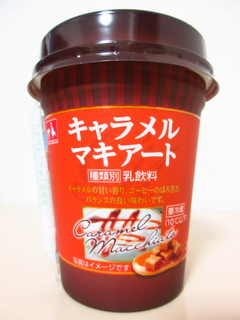 キャラメル
マキアート
種類別 乳飲料
キャラメルの甘い香り、コーヒーのほろ苦さ、
バランスの良い味わいです。
要冷蔵
Caramel
Macchiato
写真はイメージです